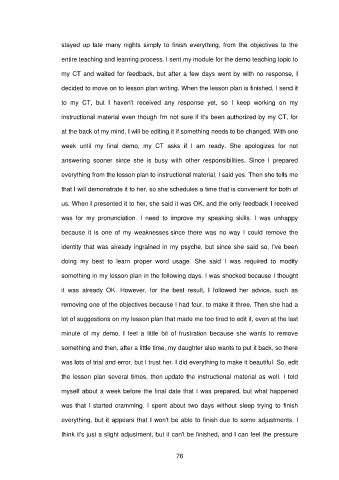 stayed up late many nights simply to finish everything, from the objectives to the
entire teaching and learning process. I sent my module for the demo teaching topic to
my CT and waited for feedback, but after a few days went by with no response, I
decided to move on to lesson plan writing. When the lesson plan is finished, I send it
to my CT, but I haven't received any response yet, so I keep working on my
instructional material even though I'm not sure if it's been authorized by my CT, for
at the back of my mind, I will be editing it if something needs to be changed. With one
week until my final demo, my CT asks if I am ready. She apologizes for not
answering sooner since she is busy with other responsibilities. Since I prepared
everything from the lesson plan to instructional material, I said yes. Then she tells me
that I will demonstrate it to her, so she schedules a time that is convenient for both of
us. When I presented it to her, she said it was OK, and the only feedback I received
was for my pronunciation. I need to improve my speaking skills. I was unhappy
because it is one of my weaknesses since there was no way I could remove the
identity that was already ingrained in my psyche, but since she said so, I've been
doing my best to learn proper word usage. She said I was required to modify
something in my lesson plan in the following days. I was shocked because I thought
it was already OK. However, for the best result, I followed her advice, such as
removing one of the objectives because I had four, to make it three. Then she had a
lot of suggestions on my lesson plan that made me too tired to edit it, even at the last
minute of my demo. I feel a little bit of frustration because she wants to remove
something and then, after a little time, my daughter also wants to put it back, so there
was lots of trial and error, but I trust her. I did everything to make it beautiful. So, edit
the lesson plan several times, then update the instructional material as well. I told
myself about a week before the final date that I was prepared, but what happened
was that I started cramming. I spent about two days without sleep trying to finish
everything, but it appears that I won't be able to finish due to some adjustments. I
think it's just a slight adjustment, but it can't be finished, and I can feel the pressure
76